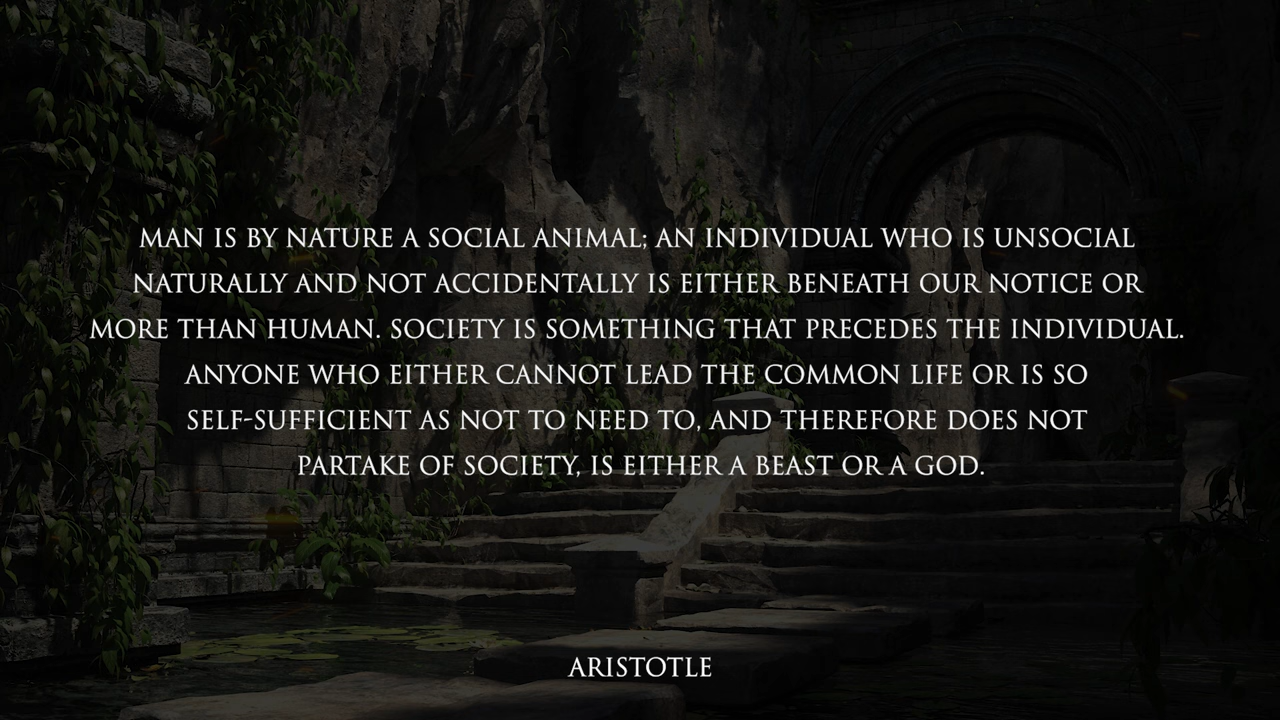 MAN IS BY NATURE A SOCIAL ANIMAL; AN INDIVIDUAL WHO IS UNSOCIAL
NATURALLY AND NOT ACCIDENTALLY IS EITHER BENEATH OUR NOTICE OR
MORE THAN HUMAN. SOCIETY IS SOMETHING THAT PRECEDES THE INDIVIDUAL.
ANYONE WHO EITHER CANNOT LEAD THE COMMON LIFE OR IS SO
SELF-SUFFICIENT AS NOT TO NEED TO, AND THEREFORE DOES NOT
PARTAKE OF SOCIETY, IS EITHER A BEAST OR A GOD.
ARISTOTLE